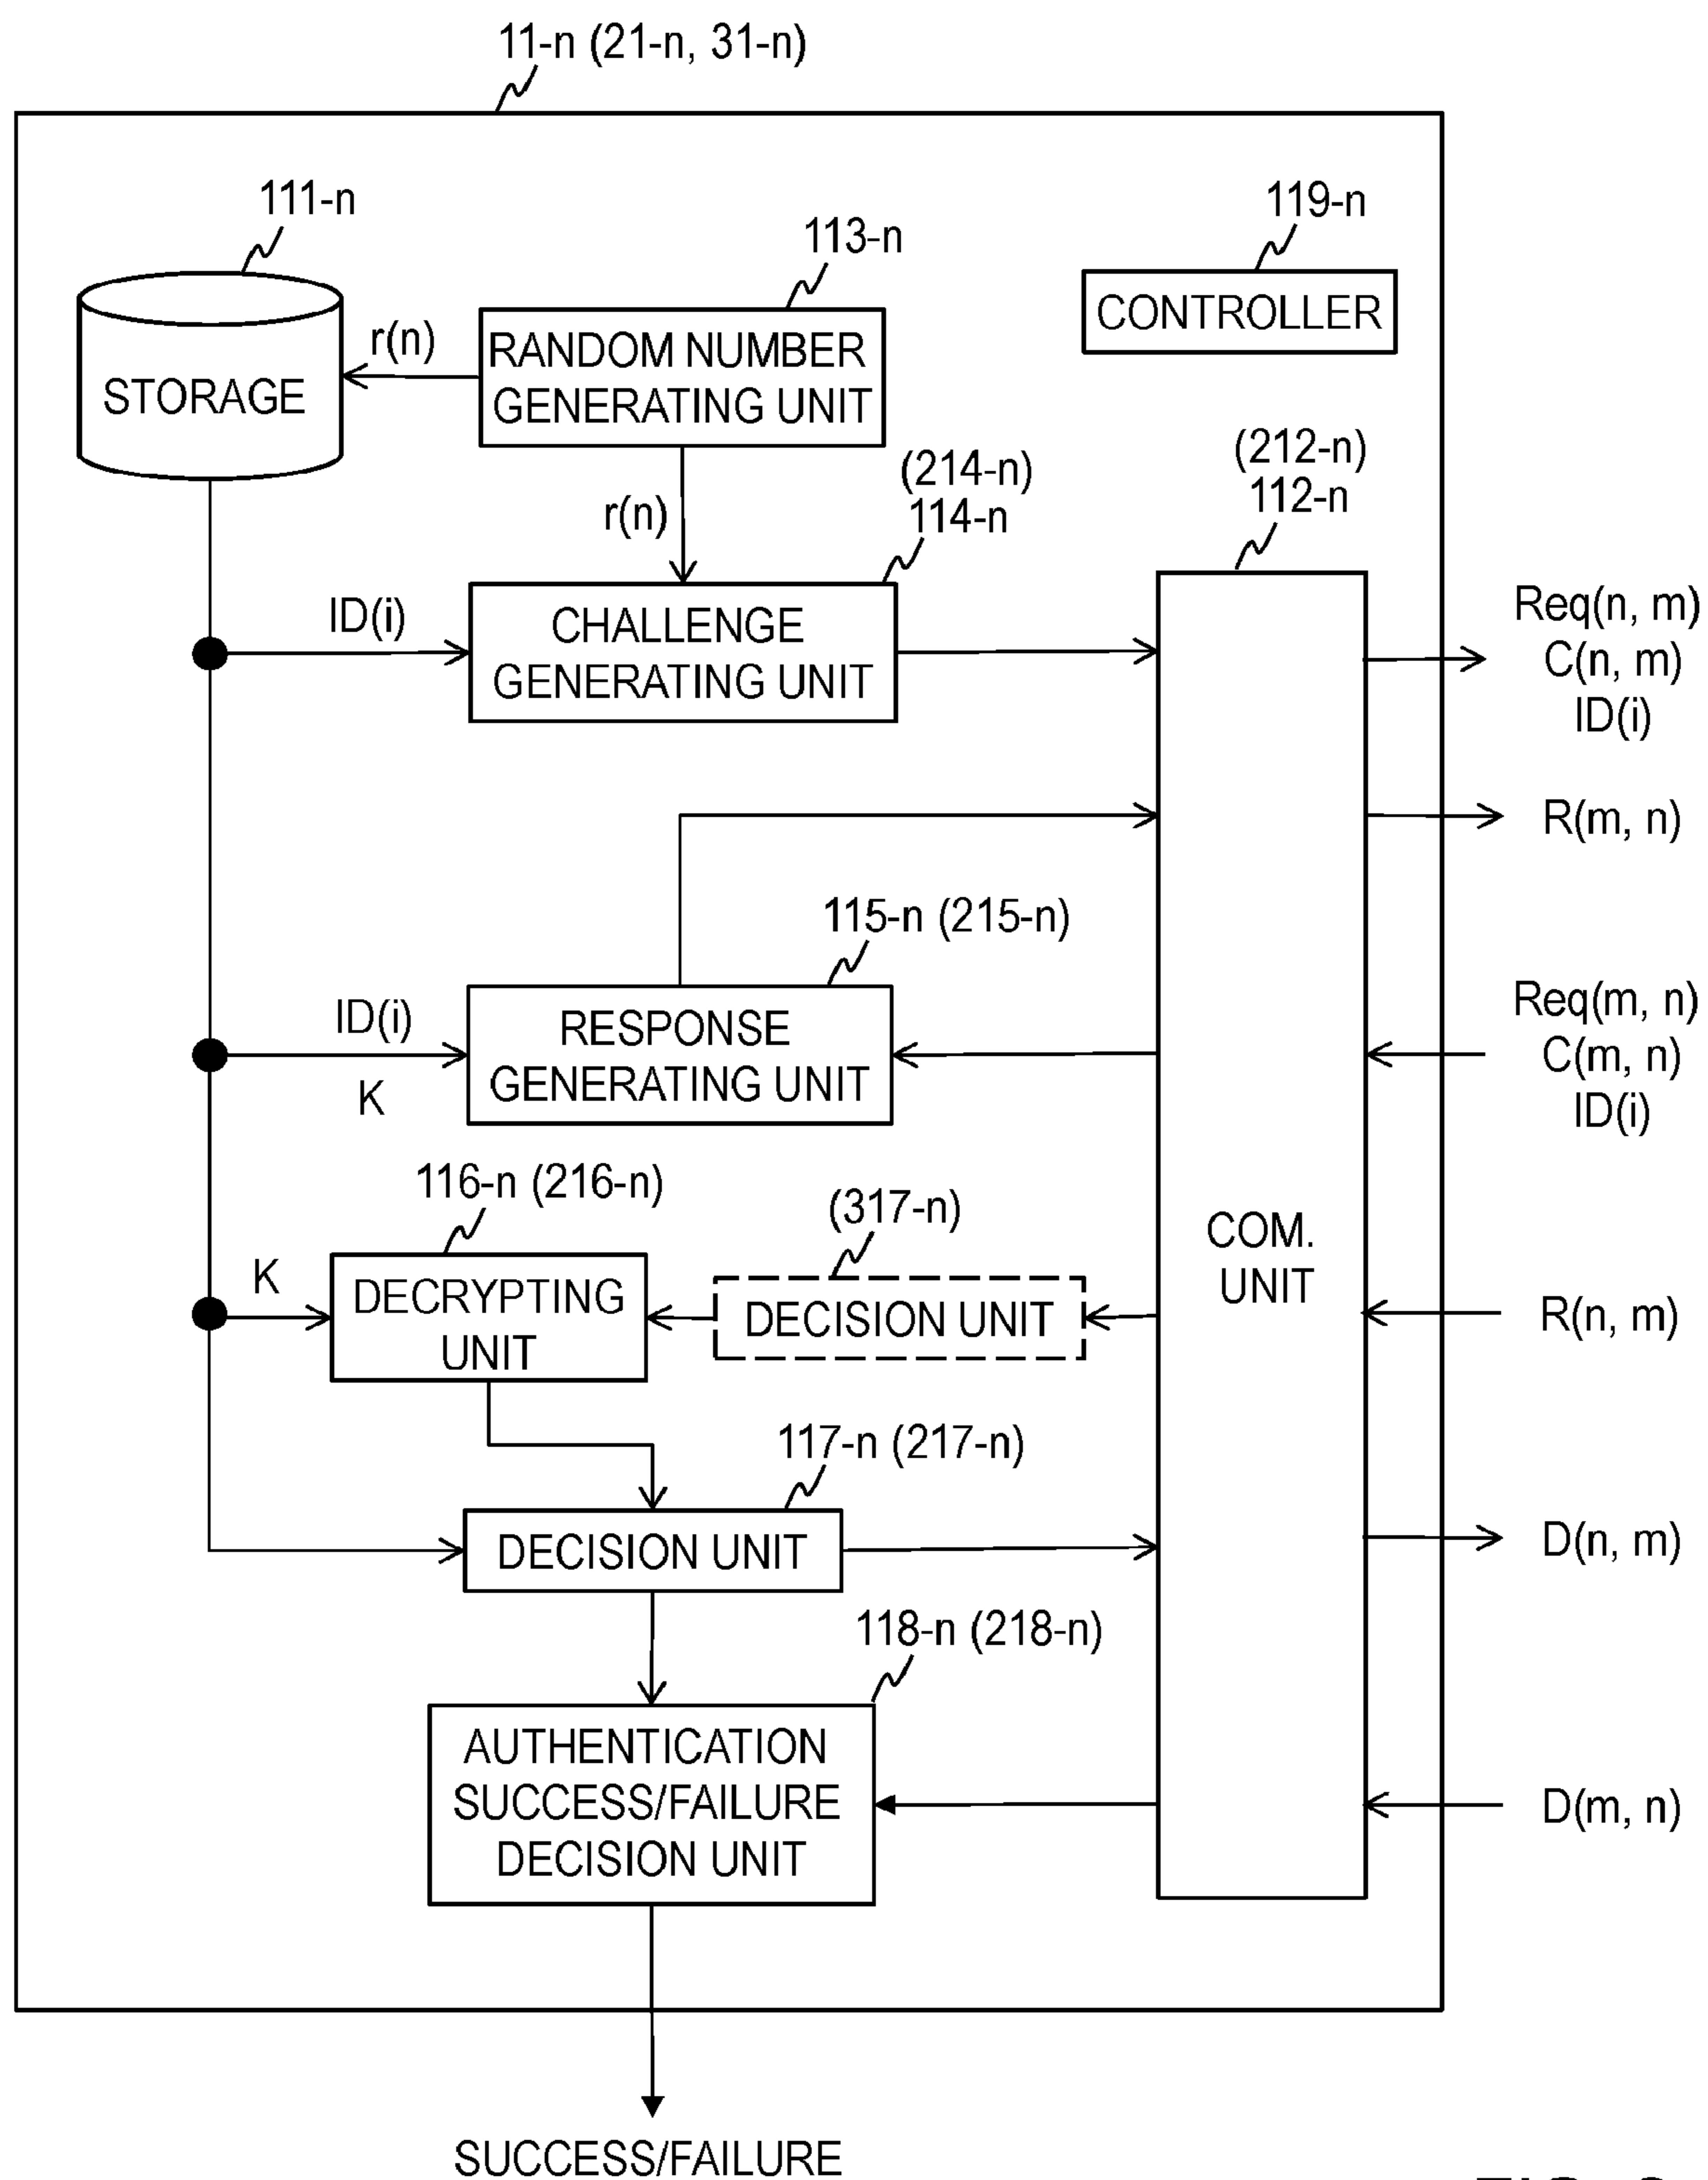 11-n (21-n, 31-n)
111-n
113-n
119-n
STORAGE
r(n)
RANDOM NUMBER
GENERATING UNIT
CONTROLLER
r(n)
(214-n)
114-n
(212-n)
112-n
ID(i)
CHALLENGE
GENERATING UNIT
Req(n, m)
C(n, m)
ID(i)
R(m, n)
115-n (215-n)
ID(i)
K
RESPONSE
GENERATING UNIT
Req(m, n)
C(m, n)
ID(i)
116-n (216-n)
(317-n)
K
DECRYPTING
UNIT
DECISION UNIT
COM.
UNIT
R(n, m)
117-n (217-n)
DECISION UNIT
D(n, m)
118-n (218-n)
AUTHENTICATION
SUCCESS/FAILURE
DECISION UNIT
D(m, n)
SUCCESS/FAILURE